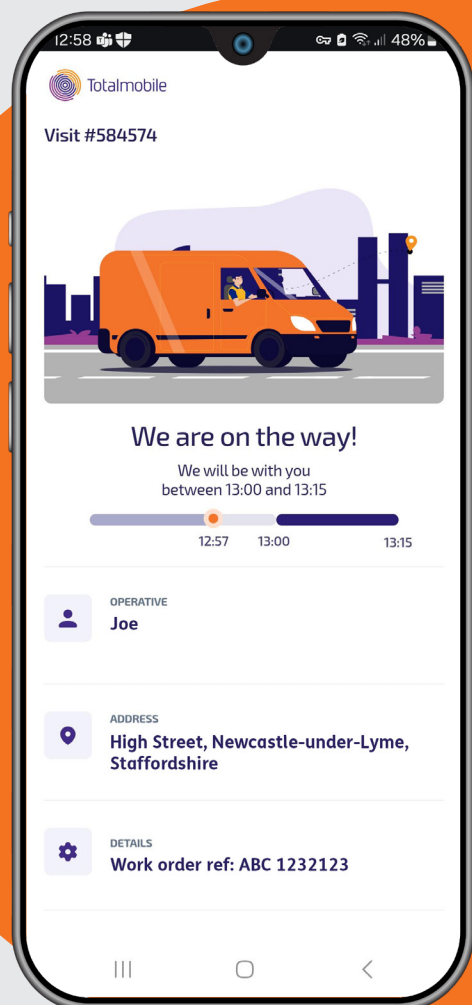 12:58 48%
Totalmobile
Visit #584574
We are on the way!
We will be with you
between 13:00 and 13:15
12:57 13:00 13:15
OPERATIVE
Joe
ADDRESS
High Street, Newcastle-under-Lyme,
Staffordshire
DETAILS
Work order ref: ABC 1232123